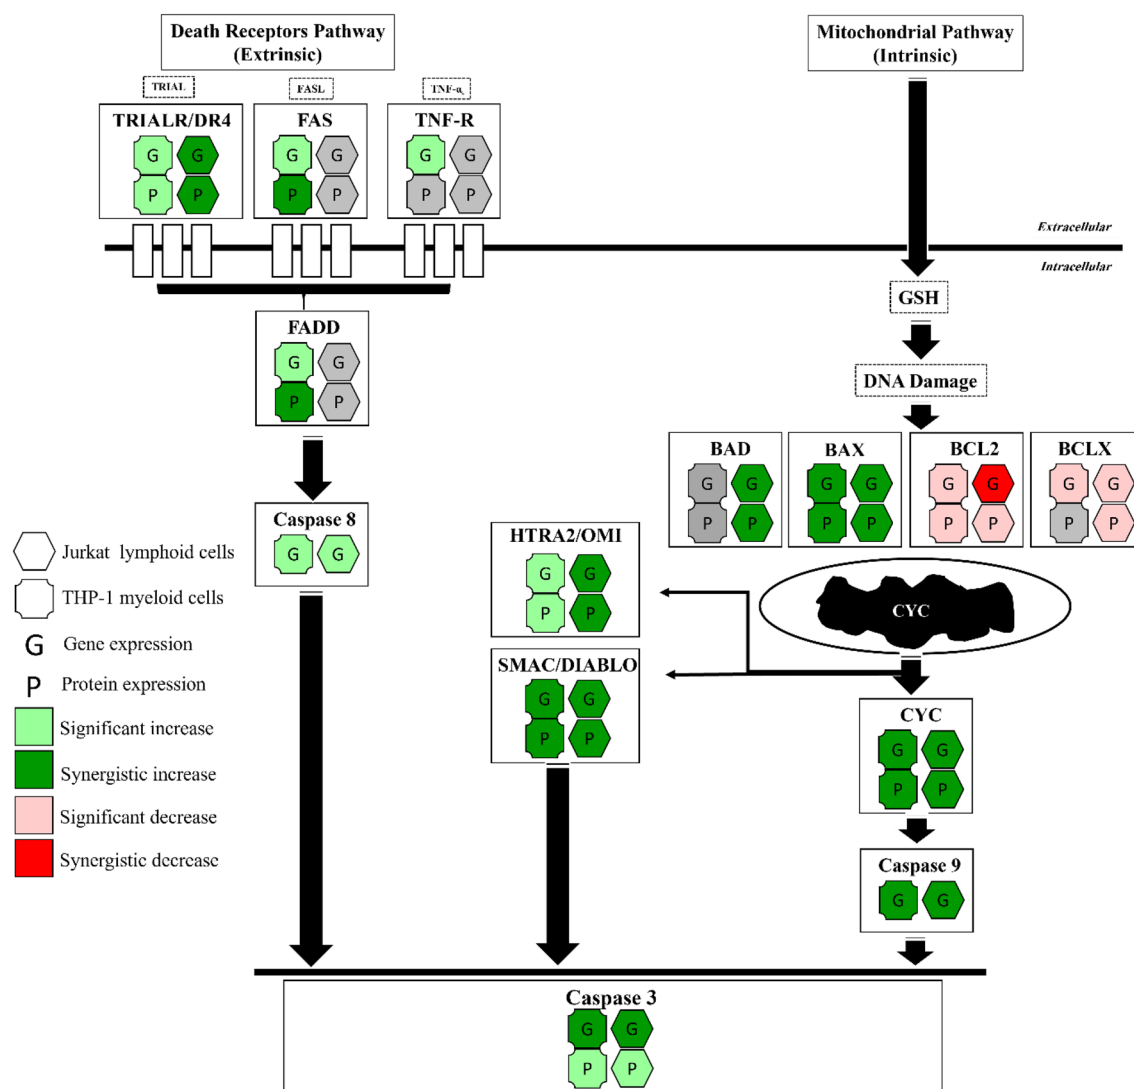 Death Receptors Pathway
(Extrinsic)
Mitochondrial Pathway
(Intrinsic)
TRIAL
FASL
TNF-α
TRIALR/DR4
FAS
TNF-R
G G
G G
G G
P P
P P
P P
Extracellular
Intracellular
GSH
FADD
G G
P P
DNA Damage
BAD
BAX
BCL2
BCLX
G G
G G
G G
G G
P P
P P
P P
P P
Caspase 8
G G
HTRA2/OMI
G G
P P
CYC
SMAC/DIABLO
G G
P P
CYC
G G
P P
Caspase 9
G G
Caspase 3
G G
P P
Jurkat lymphoid cells
THP-1 myeloid cells
G Gene expression
P Protein expression
Significant increase
Synergistic increase
Significant decrease
Synergistic decrease